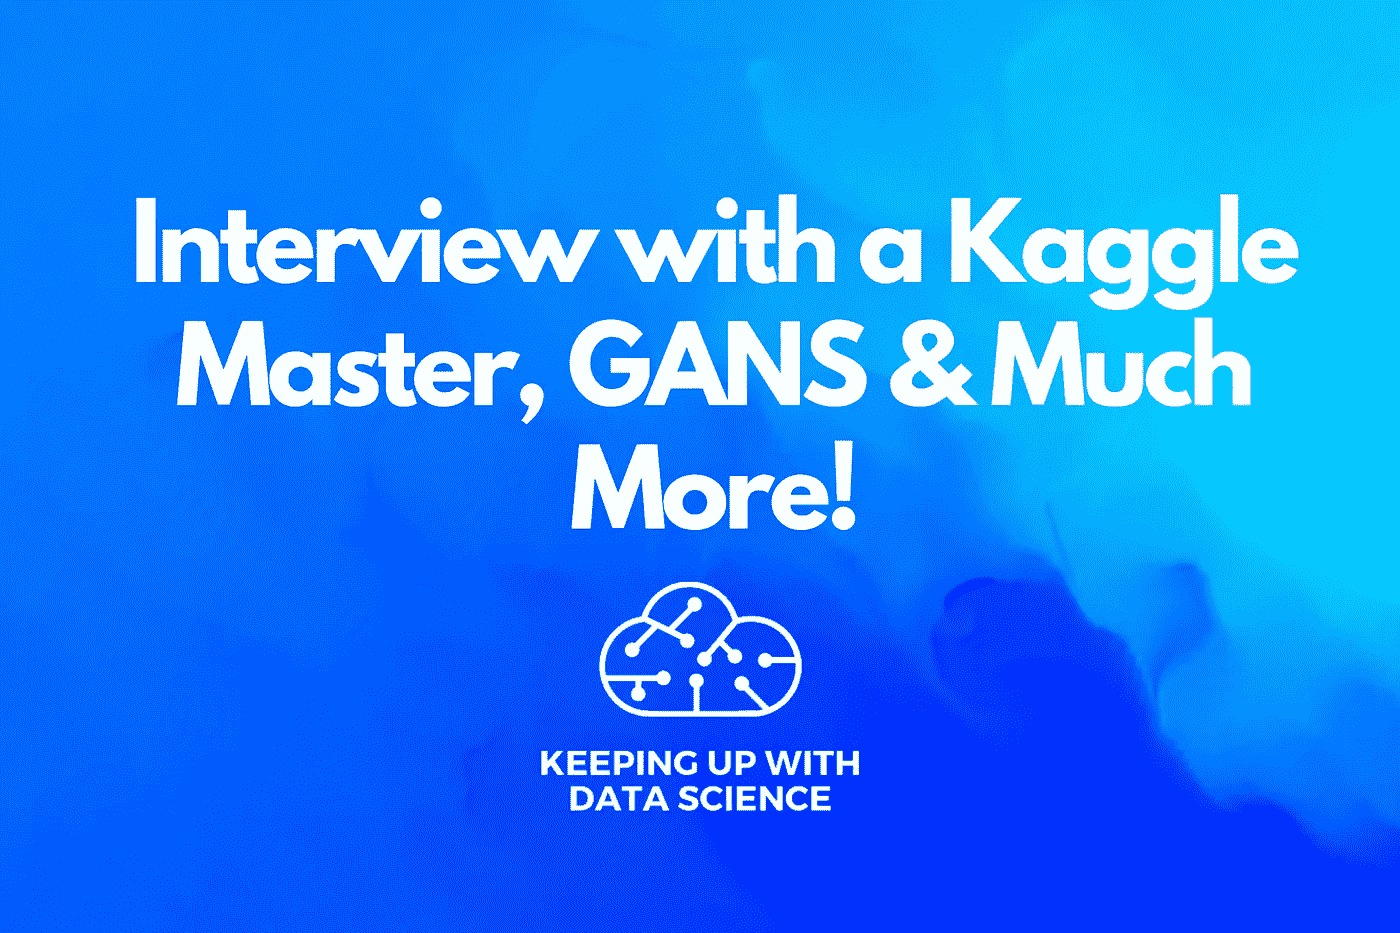 Interview with a Kaggle
Master, GANS & Much
More!
KEEPING UP WITH
DATA SCIENCE